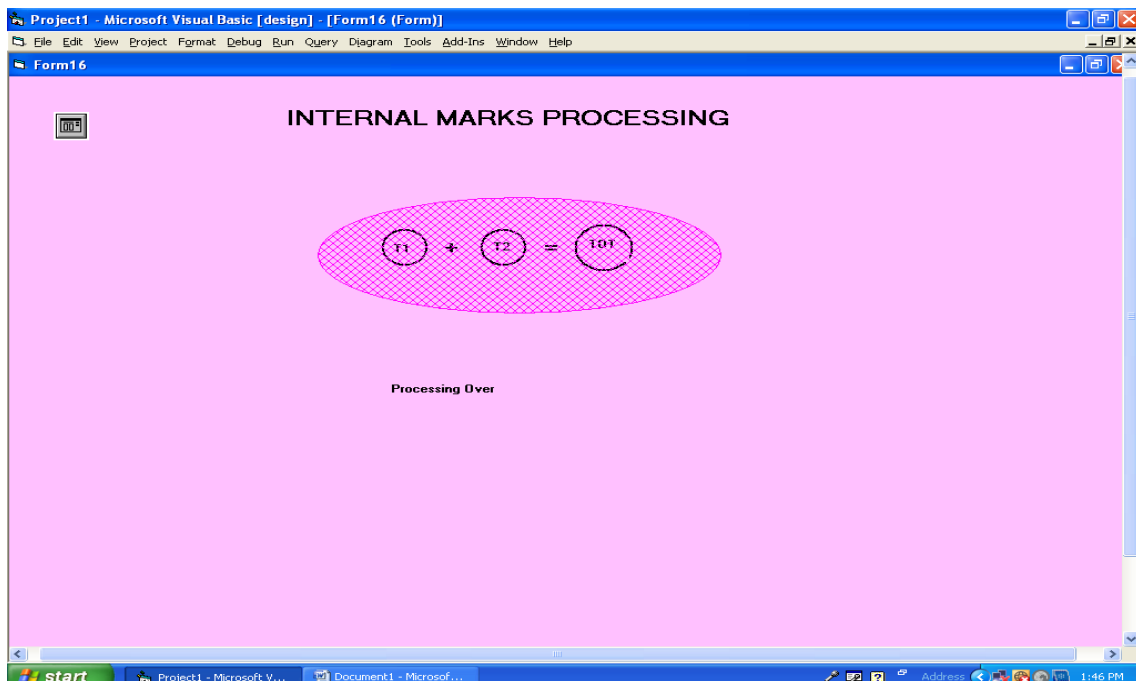 Project1 - Microsoft Visual Basic [design] - [Form16 (Form)]
File Edit View Project Format Debug Run Query Diagram Tools Add-Ins Window Help
Form16
INTERNAL MARKS PROCESSING
T1 + T2 = TOT
Processing Over
start Project1 - Microsoft V... Document1 - Microsof... Address 1:46 PM